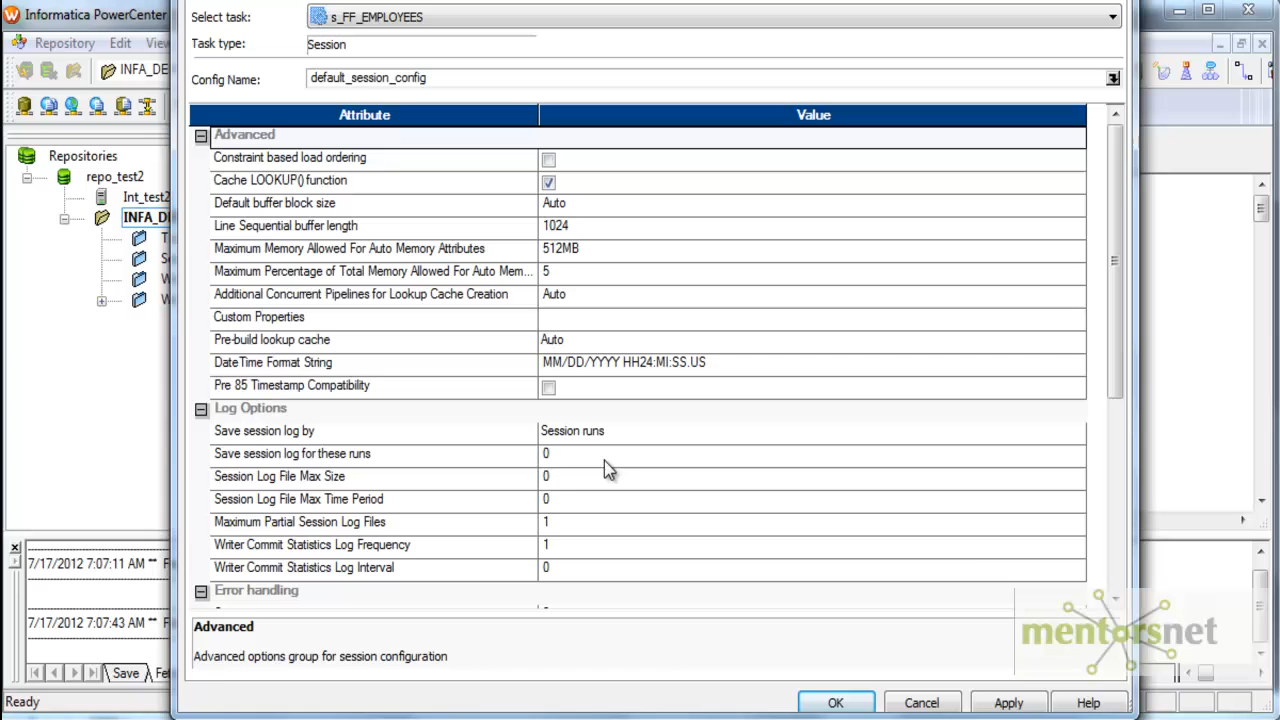 Informatica PowerCenter
Select task: s_FF_EMPLOYEES
Repository Edit View
Task type: Session
INFA_DE
Config Name: default_session_config
Attribute Value
Advanced
Constraint based load ordering
Cache LOOKUP() function
Default buffer block size Auto
Line Sequential buffer length 1024
Maximum Memory Allowed For Auto Memory Attributes 512MB
Maximum Percentage of Total Memory Allowed For Auto Mem... 5
Additional Concurrent Pipelines for Lookup Cache Creation Auto
Custom Properties
Pre-build lookup cache Auto
DateTime Format String MM/DD/YYYY HH24:MI:SS.US
Pre 85 Timestamp Compatibility
Log Options
Save session log by Session runs
Save session log for these runs 0
Session Log File Max Size 0
Session Log File Max Time Period 0
Maximum Partial Session Log Files 1
Writer Commit Statistics Log Frequency 1
Writer Commit Statistics Log Interval 0
Error handling
Advanced
Advanced options group for session configuration
OK Cancel Apply Help
Repositories
repo_test2
Int_test2
INFA_DE
T
S
W
W
7/17/2012 7:07:11 AM ** F
7/17/2012 7:07:43 AM ** F
Save Fet
Ready
mentorsnet